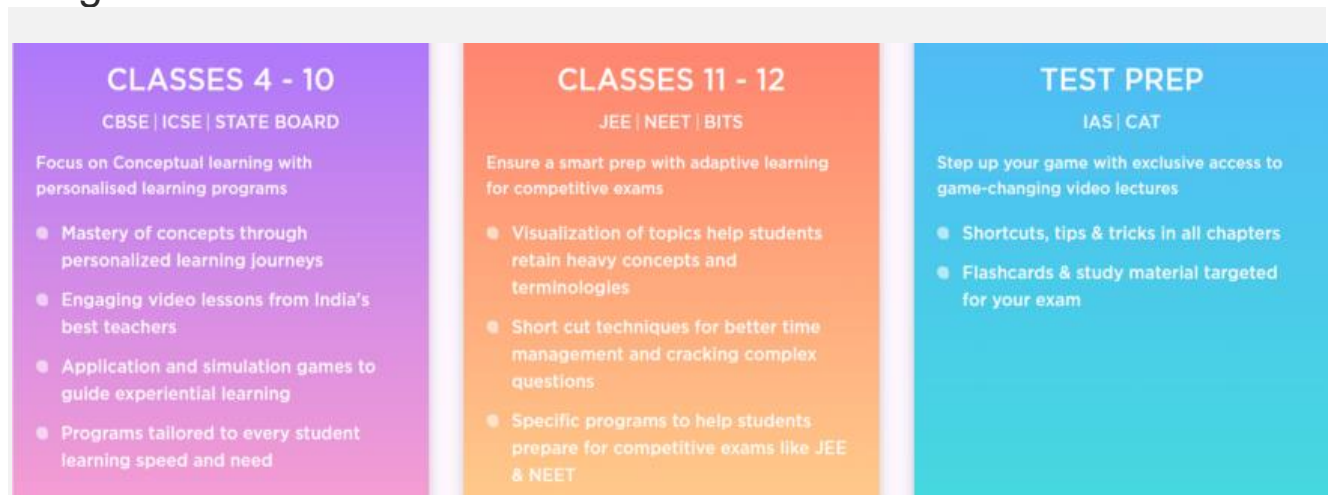 CLASSES 4 - 10
CBSE | ICSE | STATE BOARD
Focus on Conceptual learning with
personalised learning programs
Mastery of concepts through
personalized learning journeys
Engaging video lessons from India's
best teachers
Application and simulation games to
guide experiential learning
Programs tailored to every student
learning speed and need
CLASSES 11 - 12
JEE | NEET | BITS
Ensure a smart prep with adaptive learning
for competitive exams
Visualization of topics help students
retain heavy concepts and
terminologies
Short cut techniques for better time
management and cracking complex
questions
Specific programs to help students
prepare for competitive exams like JEE
& NEET
TEST PREP
IAS | CAT
Step up your game with exclusive access to
game-changing video lectures
Shortcuts, tips & tricks in all chapters
Flashcards & study material targeted
for your exam